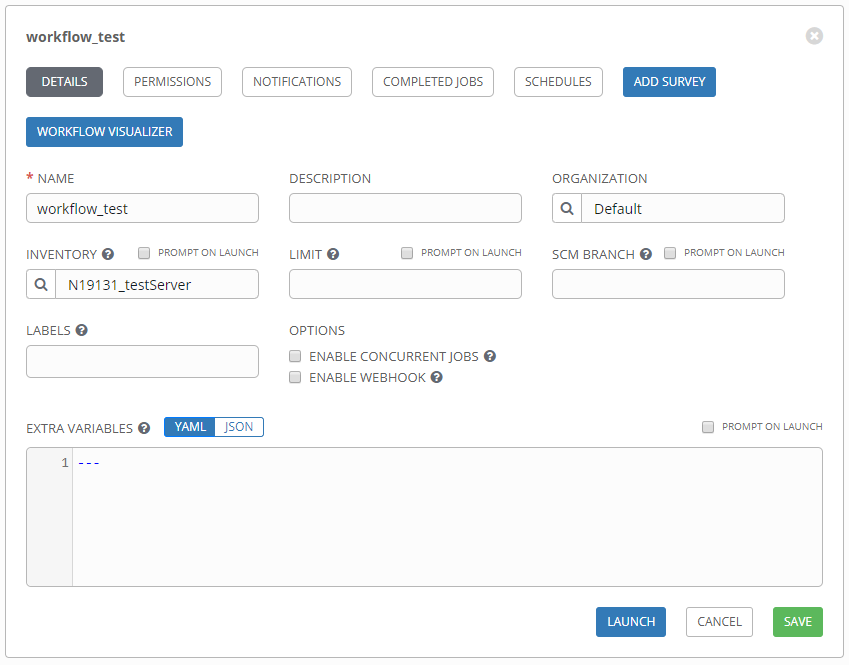 workflow_test
DETAILS PERMISSIONS NOTIFICATIONS COMPLETED JOBS SCHEDULES ADD SURVEY
WORKFLOW VISUALIZER
* NAME DESCRIPTION ORGANIZATION
workflow_test Default
INVENTORY ? PROMPT ON LAUNCH LIMIT ? PROMPT ON LAUNCH SCM BRANCH ? PROMPT ON LAUNCH
N19131_testServer
LABELS ? OPTIONS
ENABLE CONCURRENT JOBS ?
ENABLE WEBHOOK ?
EXTRA VARIABLES ? YAML JSON PROMPT ON LAUNCH
1 ---
LAUNCH CANCEL SAVE